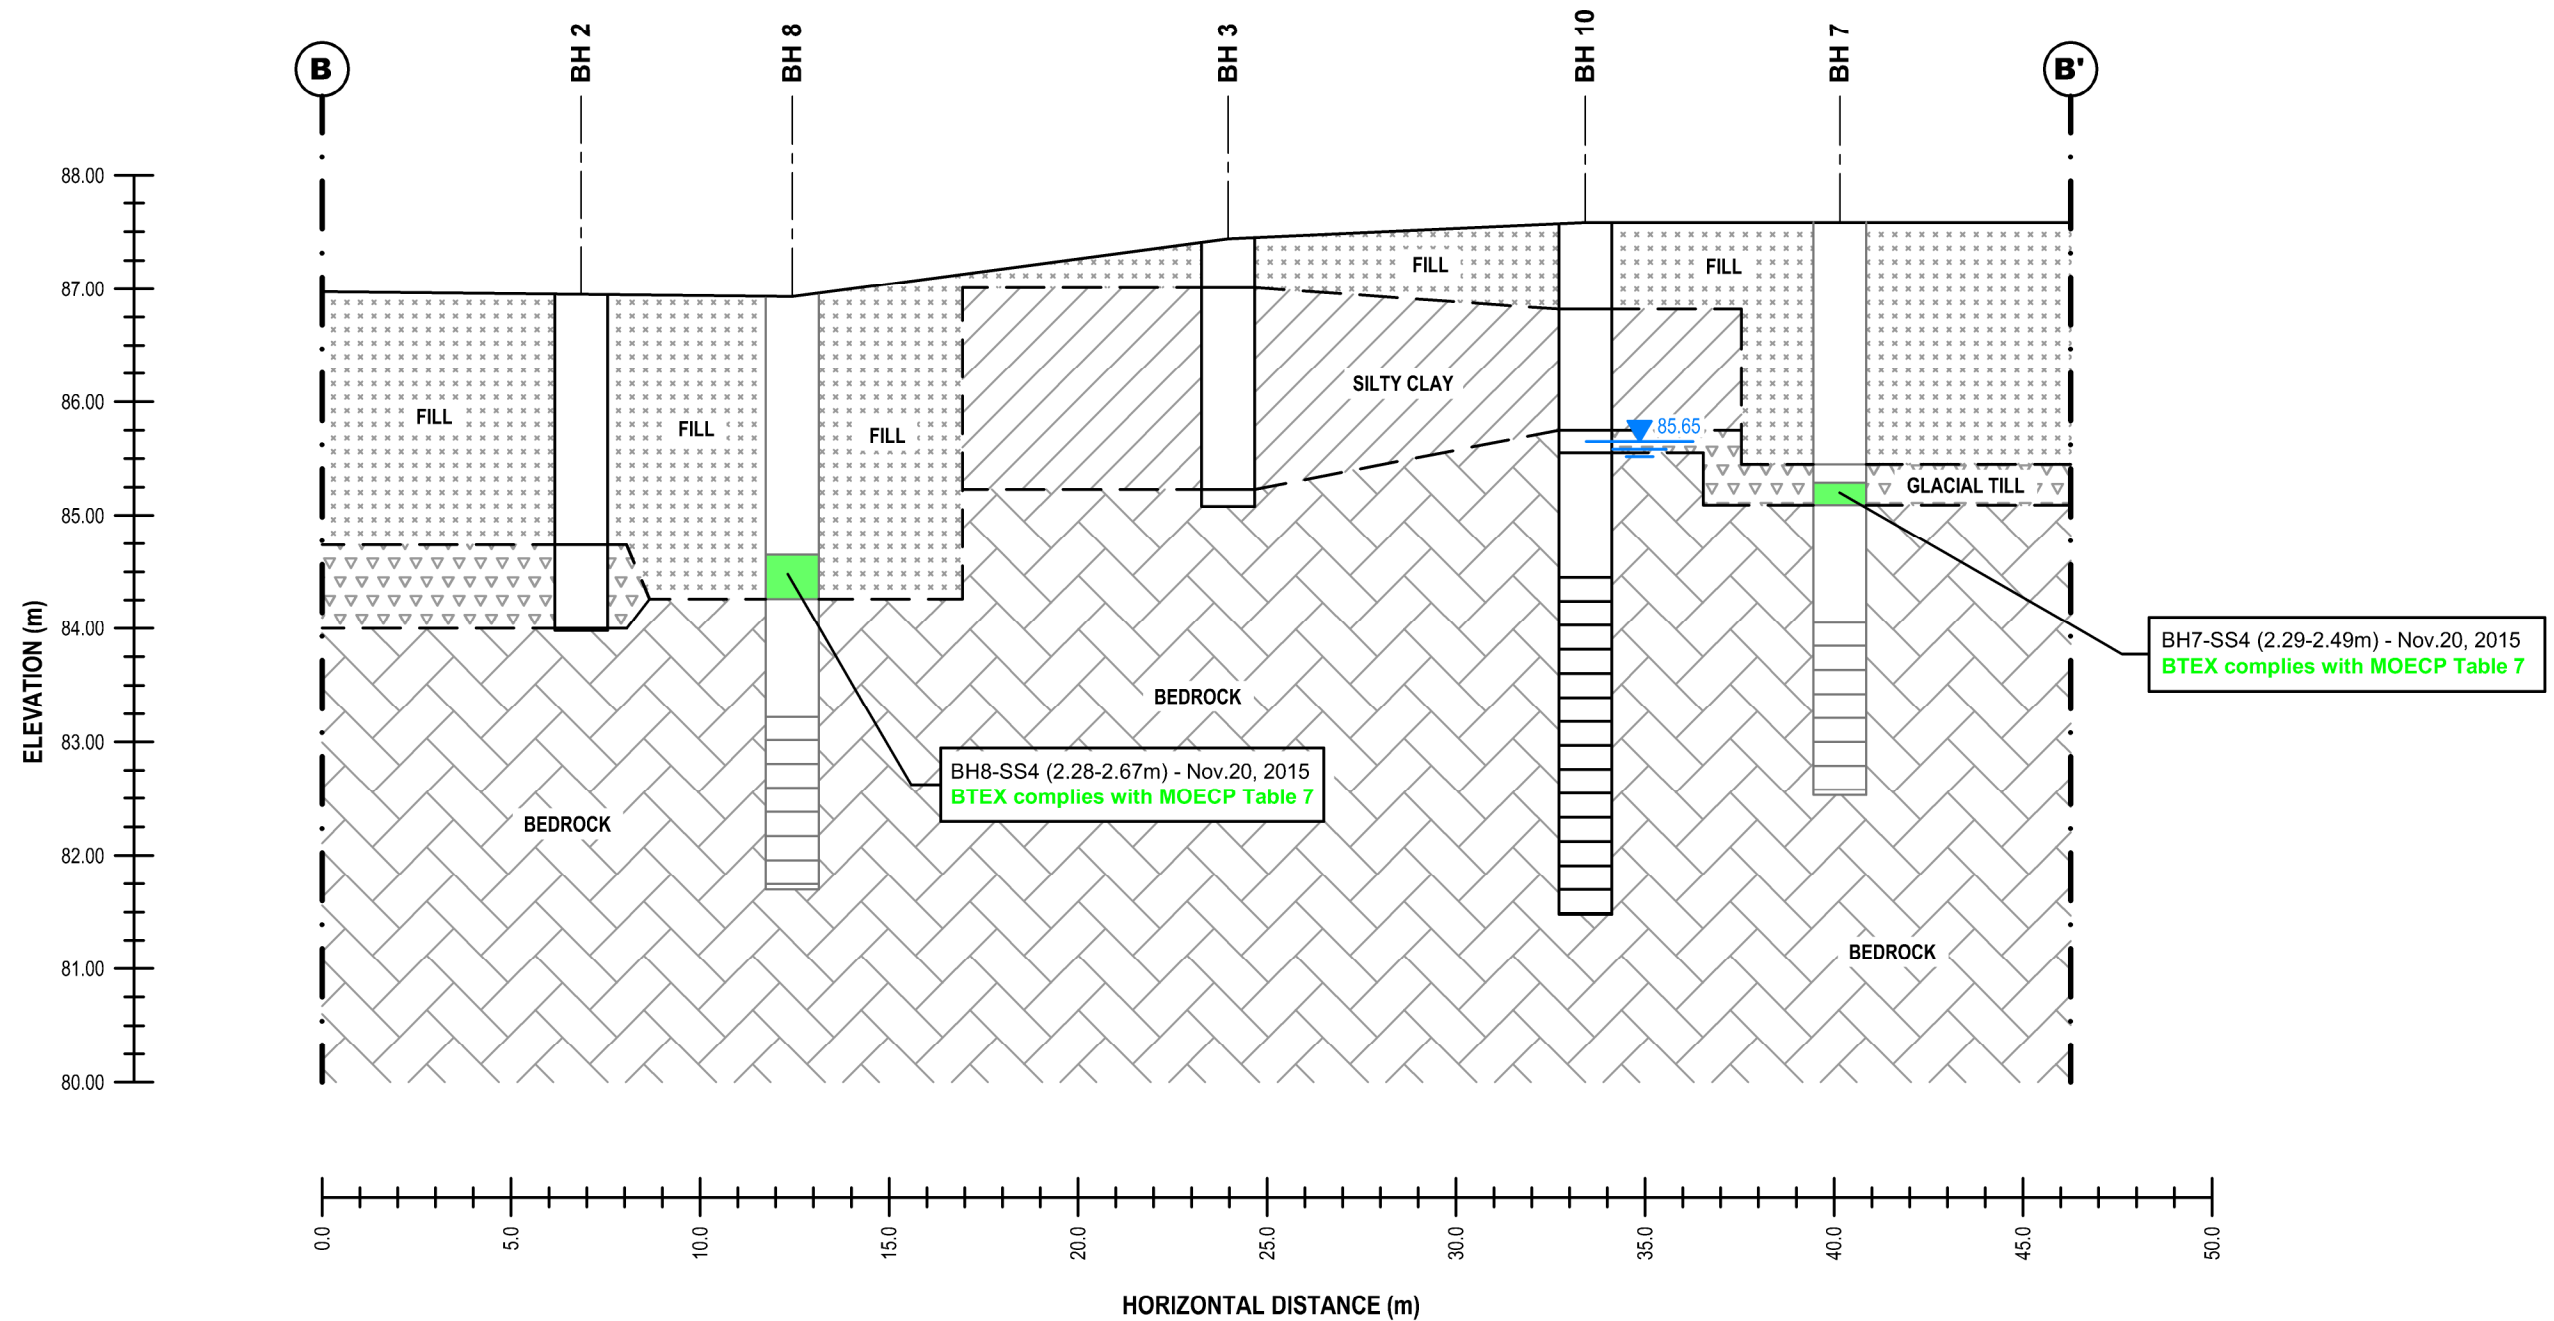 BH 2
BH 8
BH 3
BH 10
BH 7
B
B'
88.00
87.00
86.00
85.00
84.00
83.00
82.00
81.00
80.00
ELEVATION (m)
FILL
FILL
FILL
FILL
FILL
SILTY CLAY
85.65
GLACIAL TILL
BH7-SS4 (2.29-2.49m) - Nov.20, 2015
BTEX complies with MOECP Table 7
BEDROCK
BH8-SS4 (2.28-2.67m) - Nov.20, 2015
BTEX complies with MOECP Table 7
BEDROCK
BEDROCK
0.0
5.0
10.0
15.0
20.0
25.0
30.0
35.0
40.0
45.0
50.0
HORIZONTAL DISTANCE (m)